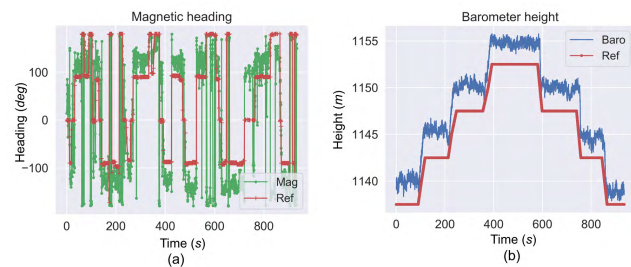 Magnetic heading
Heading (deg)
100
0
−100
0 200 400 600 800
Time (s)
Mag
Ref
(a)
Barometer height
Height (m)
1155
1150
1145
1140
0 200 400 600 800
Time (s)
Baro
Ref
(b)